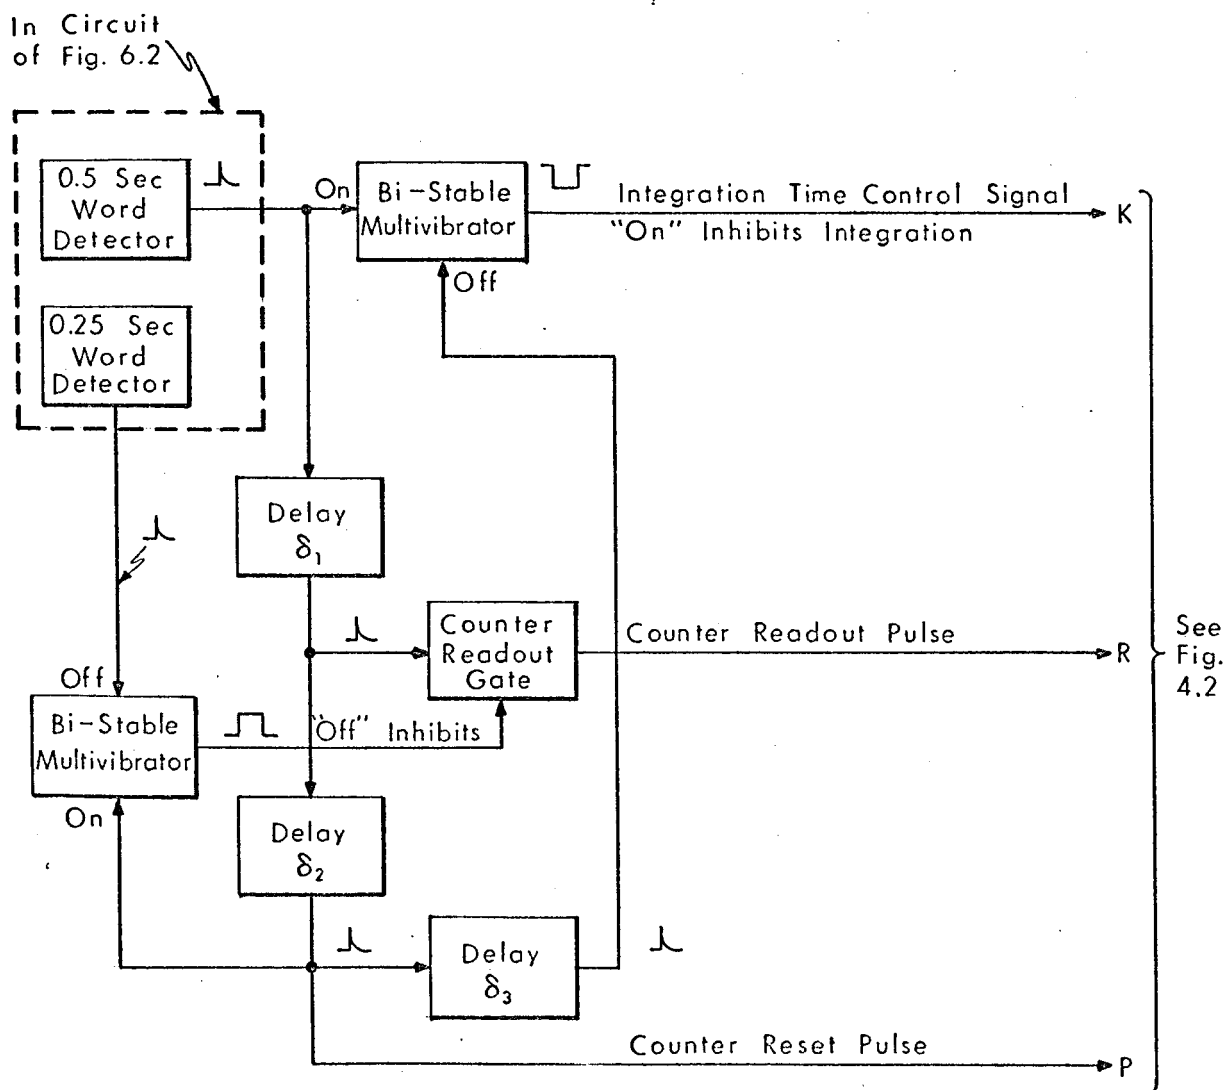 In Circuit
of Fig. 6.2
0.5 Sec
Word
Detector
On
Bi-Stable
Multivibrator
Integration Time Control Signal
"On" Inhibits Integration
K
Off
0.25 Sec
Word
Detector
Delay
δ1
Counter
Readout
Gate
Counter Readout Pulse
R
See
Fig.
4.2
Off
Bi-Stable
Multivibrator
"Off" Inhibits
On
Delay
δ2
Delay
δ3
Counter Reset Pulse
P